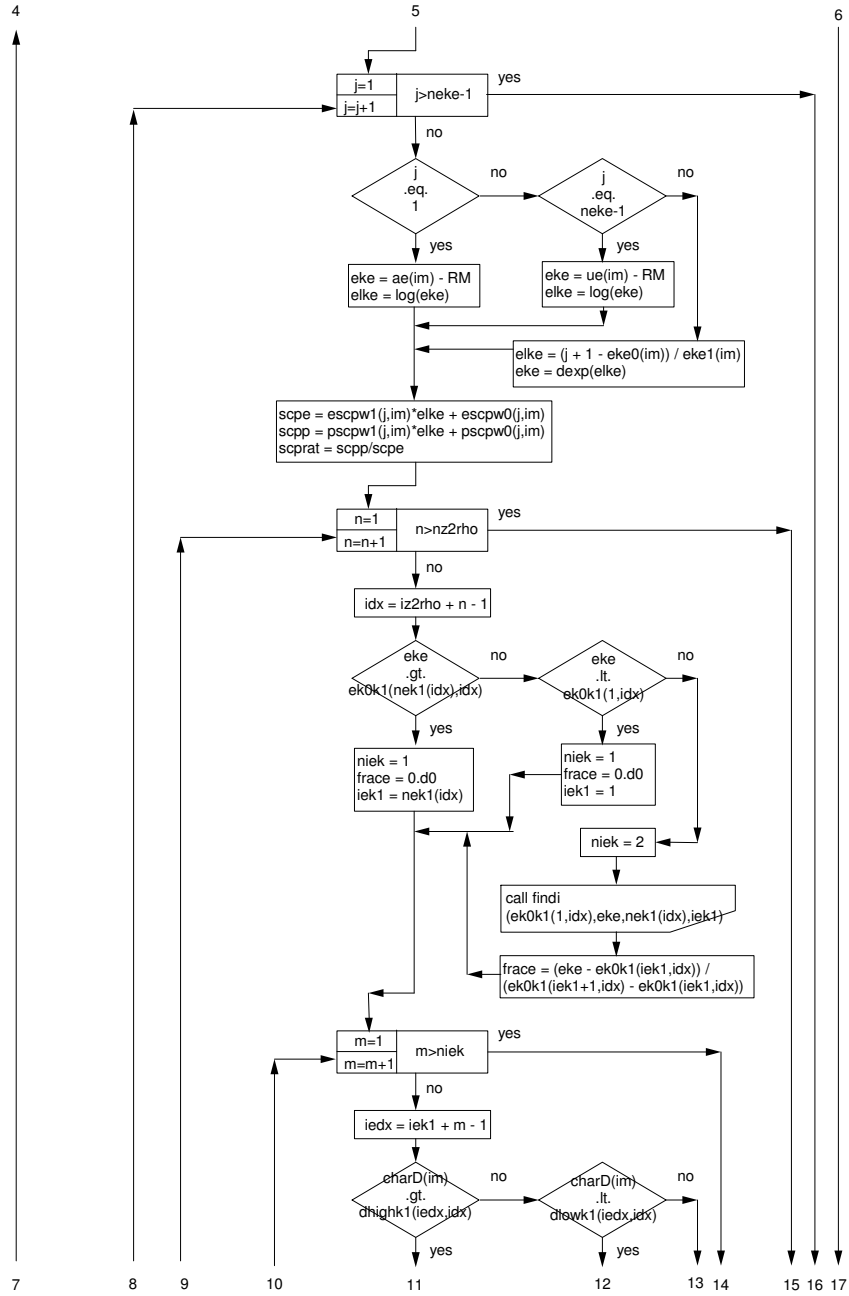 4
5
6
j=1
j=j+1
j>neke-1
yes
no
j
.eq.
1
no
j
.eq.
neke-1
no
yes
yes
eke = ae(im) - RM
elke = log(eke)
eke = ue(im) - RM
elke = log(eke)
elke = (j + 1 - eke0(im)) / eke1(im)
eke = dexp(elke)
scpe = escpw1(j,im)*elke + escpw0(j,im)
scpp = pscpw1(j,im)*elke + pscpw0(j,im)
scprat = scpp/scpe
n=1
n=n+1
n>nz2rho
yes
no
idx = iz2rho + n - 1
eke
.gt.
ek0k1(nek1(idx),idx)
no
eke
.lt.
ek0k1(1,idx)
no
yes
yes
niek = 1
frace = 0.d0
iek1 = nek1(idx)
niek = 1
frace = 0.d0
iek1 = 1
niek = 2
call findi
(ek0k1(1,idx),eke,nek1(idx),iek1)
frace = (eke - ek0k1(iek1,idx)) /
(ek0k1(iek1+1,idx) - ek0k1(iek1,idx))
m=1
m=m+1
m>niek
yes
no
iedx = iek1 + m - 1
charD(im)
.gt.
dhighk1(iedx,idx)
no
charD(im)
.lt.
dlowk1(iedx,idx)
no
yes
yes
7
8
9
10
11
12
13
14
15
16
17